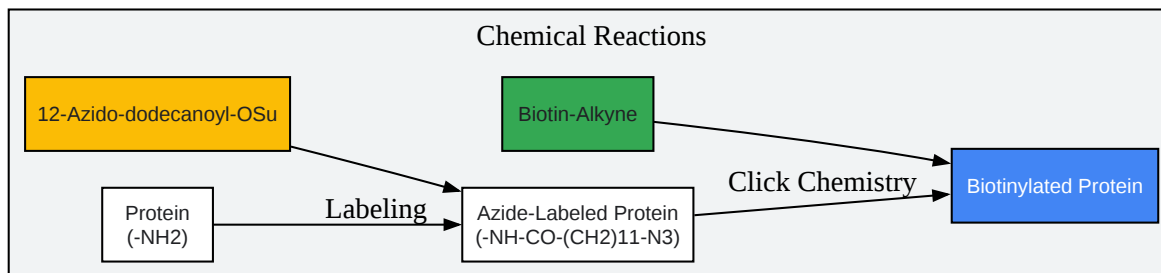 Chemical Reactions
12-Azido-dodecanoyl-OSu
Biotin-Alkyne
Biotinylated Protein
Click Chemistry
Protein
(-NH2)
Labeling
Azide-Labeled Protein
(-NH-CO-(CH2)11-N3)